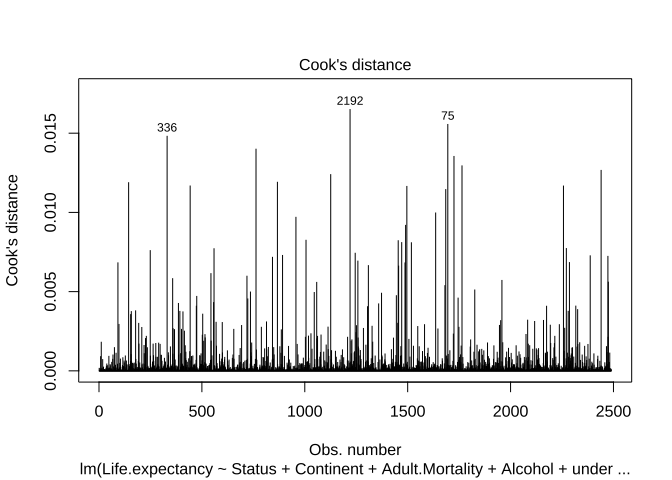 Cook's distance
2192
75
336
Cook's distance
0.015
0.010
0.005
0.000
0 500 1000 1500 2000 2500
Obs. number
lm(Life.expectancy ~ Status + Continent + Adult.Mortality + Alcohol + under ...